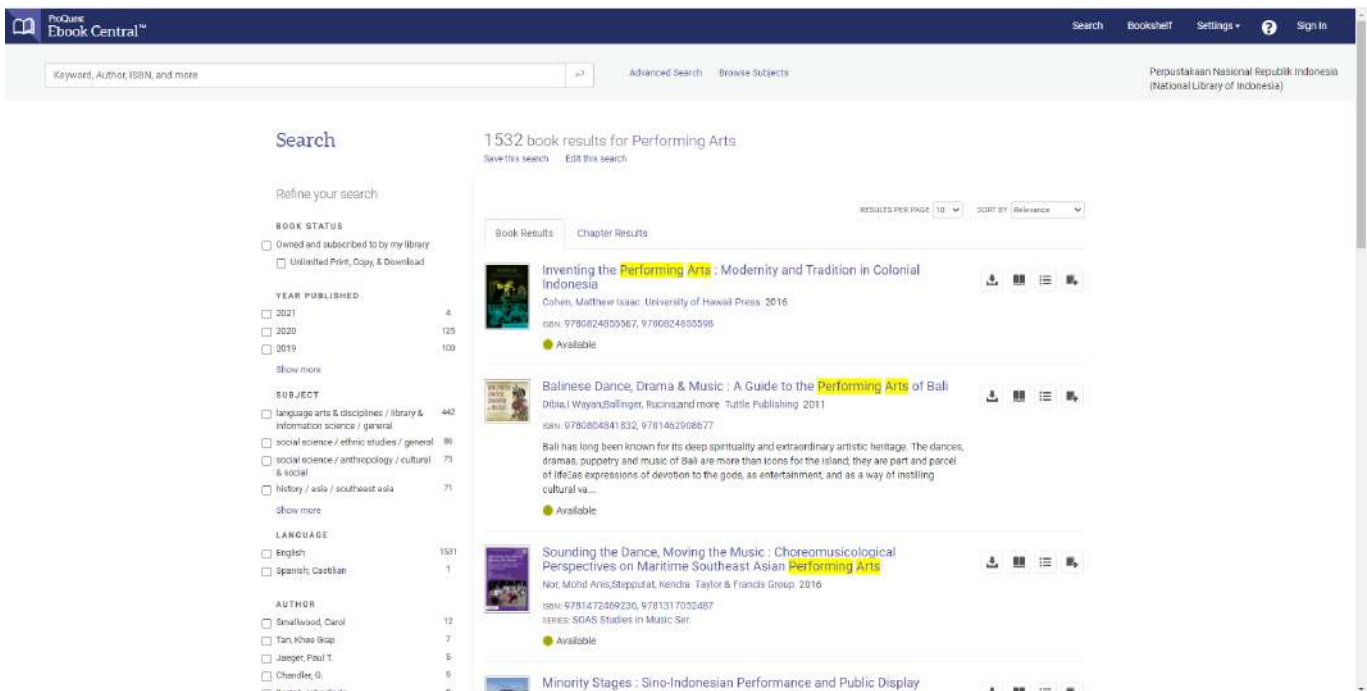 ProQuest
Ebook Central™
Search Bookshelf Settings ? Sign In
Keyword, Author, ISBN, and more
Advanced Search Browse Subjects
Perpustakaan Nasional Republik Indonesia
(National Library of Indonesia)
Search
Refine your search
BOOK STATUS
Owned and subscribed to by my library
Unlimited Print, Copy, & Download
YEAR PUBLISHED
2021 4
2020 125
2019 100
Show more
SUBJECT
language arts & disciplines / library & 442
information science / general
social science / ethnic studies / general 86
social science / anthropology / cultural 73
& social
history / asia / southeast asia 71
Show more
LANGUAGE
English 1531
Spanish; Castilian 1
AUTHOR
Smallwood, Carol 12
Tan, Khee Giap 7
Jaeger, Paul T. 5
Chandler, G. 5
1532 book results for Performing Arts
Save this search Edit this search
RESULTS PER PAGE 10 SORT BY Relevance
Book Results Chapter Results
Inventing the Performing Arts : Modernity and Tradition in Colonial
Indonesia
Cohen, Matthew Isaac University of Hawaii Press 2016
ISBN: 9780824855567, 9780824855598
Available
Balinese Dance, Drama & Music : A Guide to the Performing Arts of Bali
Dibia,I Wayan;Ballinger, Rucina;and more Tuttle Publishing 2011
ISBN: 9780804841832, 9781462908677
Bali has long been known for its deep spirituality and extraordinary artistic heritage. The dances,
dramas, puppetry and music of Bali are more than icons for the island; they are part and parcel
of life as expressions of devotion to the gods, as entertainment, and as a way of instilling
cultural va...
Available
Sounding the Dance, Moving the Music : Choreomusicological
Perspectives on Maritime Southeast Asian Performing Arts
Nor, Mohd Anis;Stepputat, Kendra Taylor & Francis Group 2016
ISBN: 9781472469236, 9781317052487
SERIES: SOAS Studies in Music Ser.
Available
Minority Stages : Sino-Indonesian Performance and Public Display